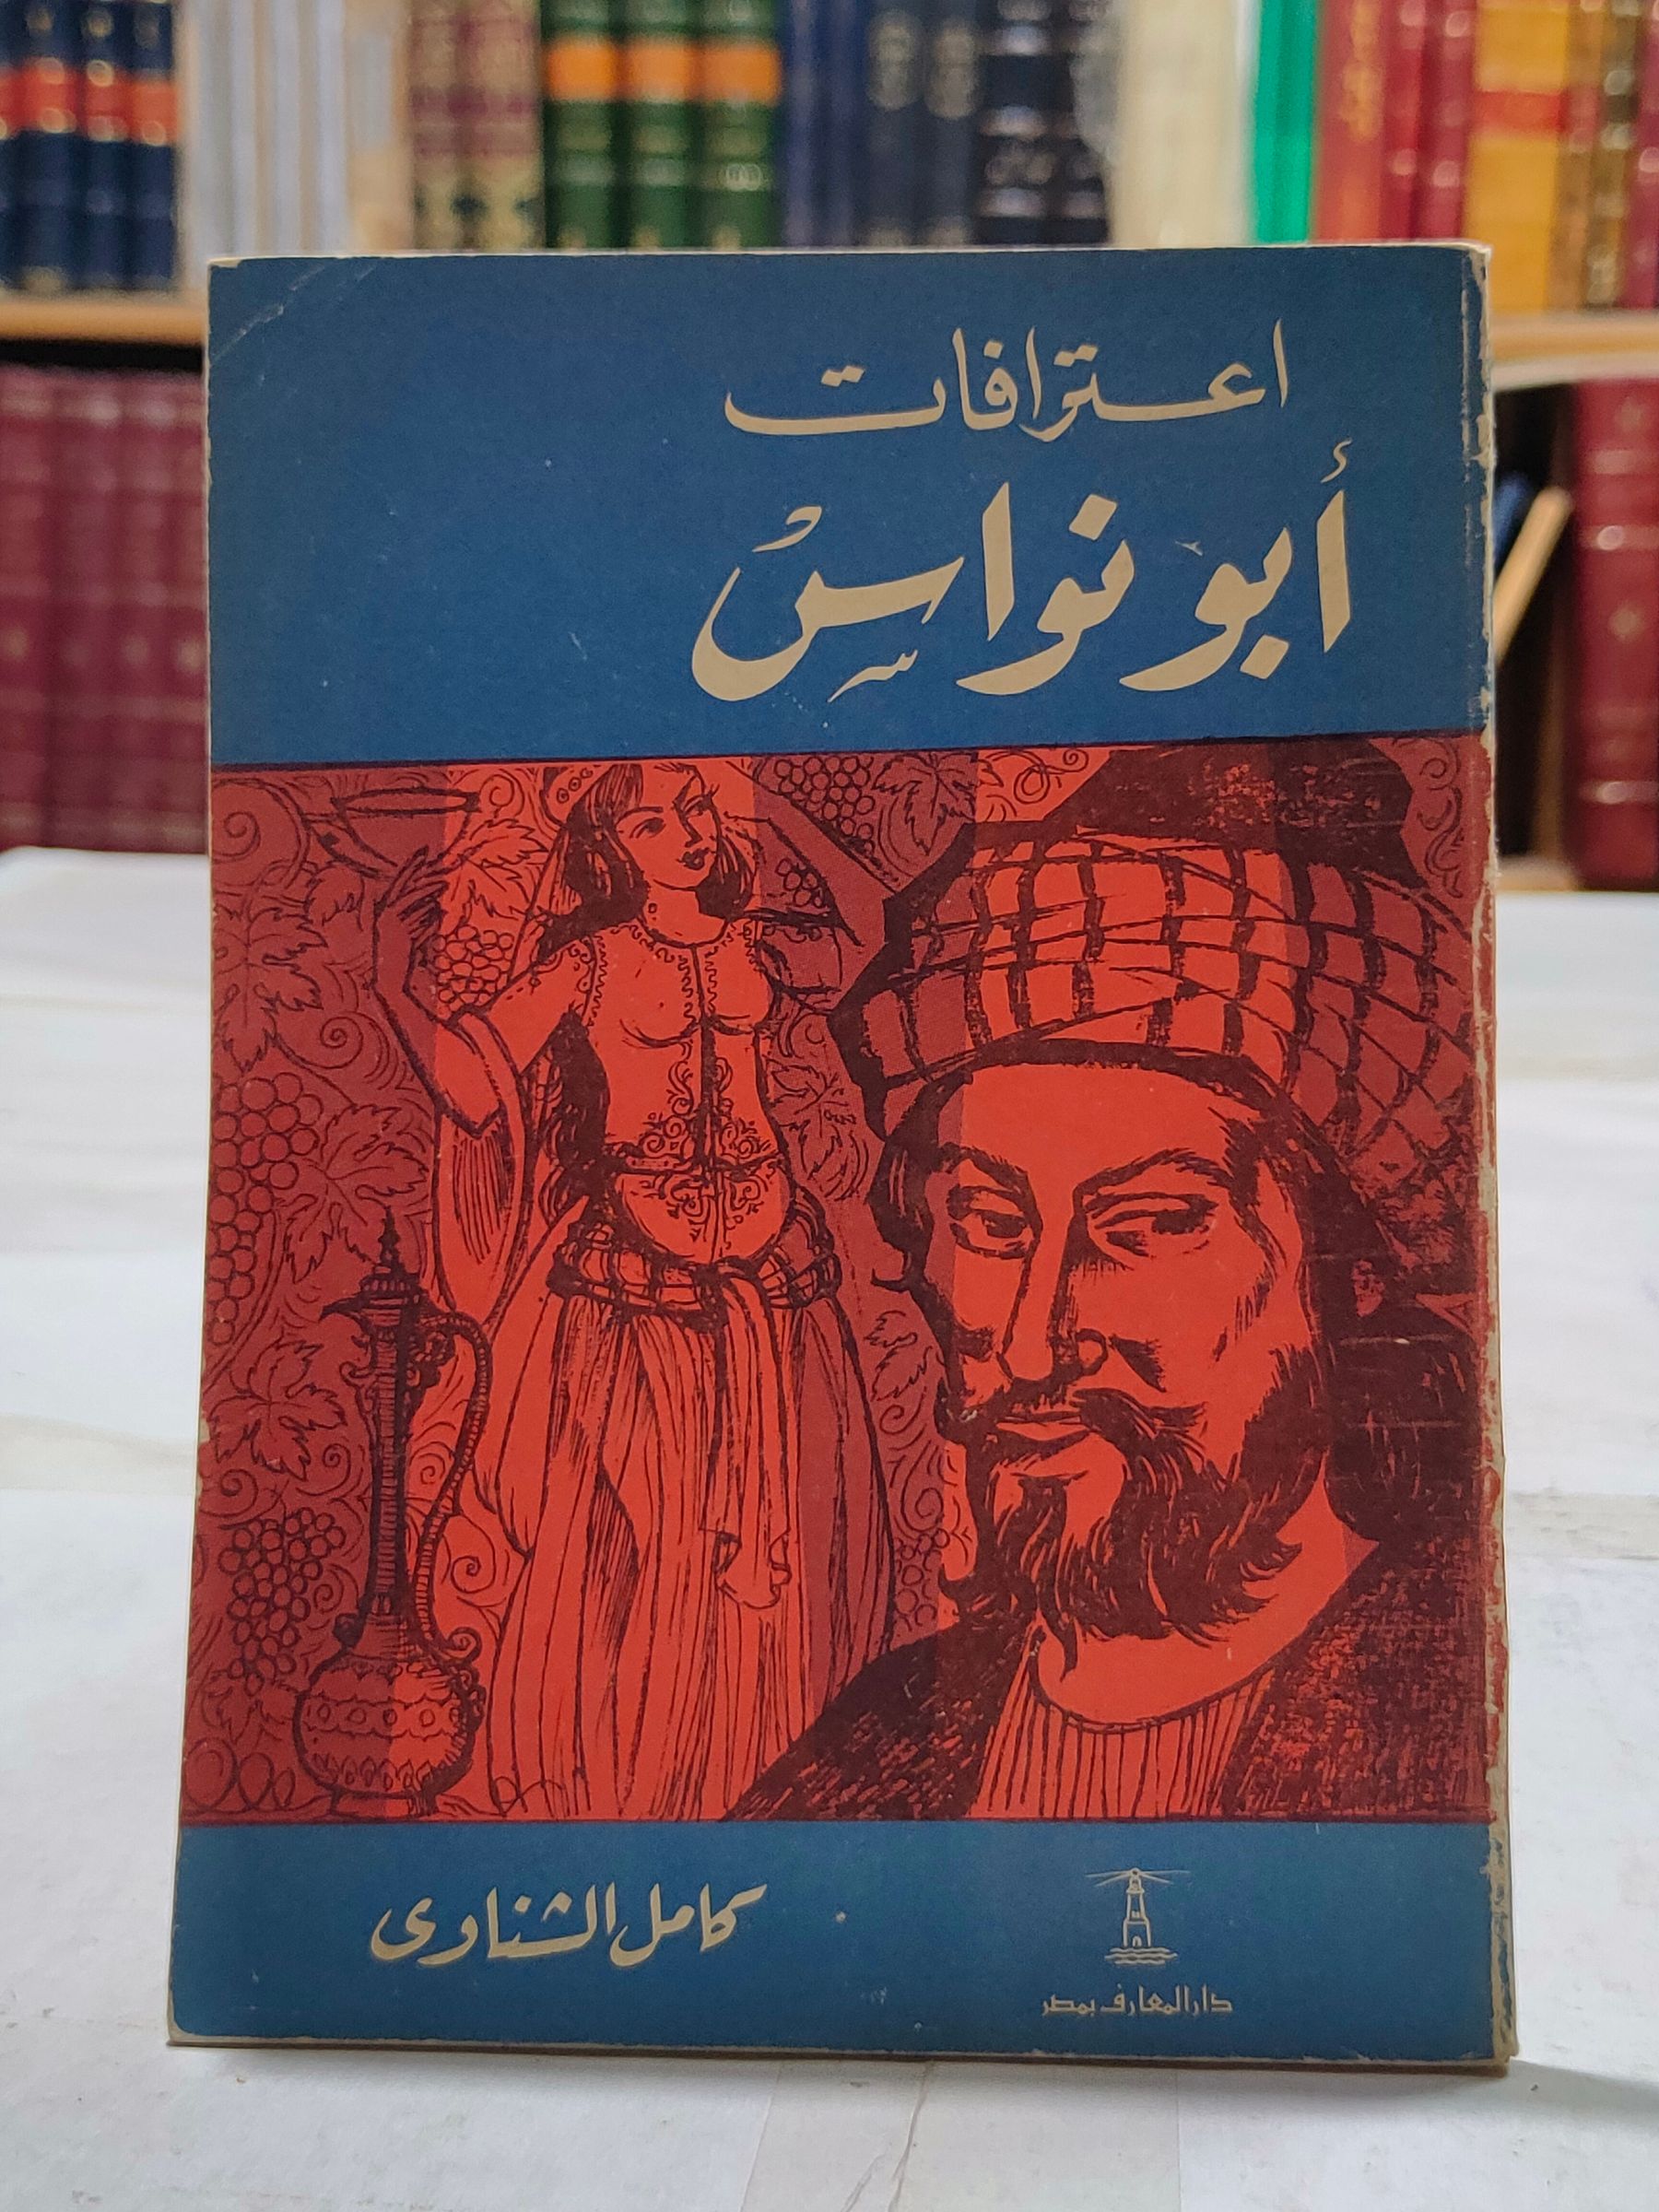 اعترافات
أبو نواسْ
كامل الشناوى
دار المعارف بمصر